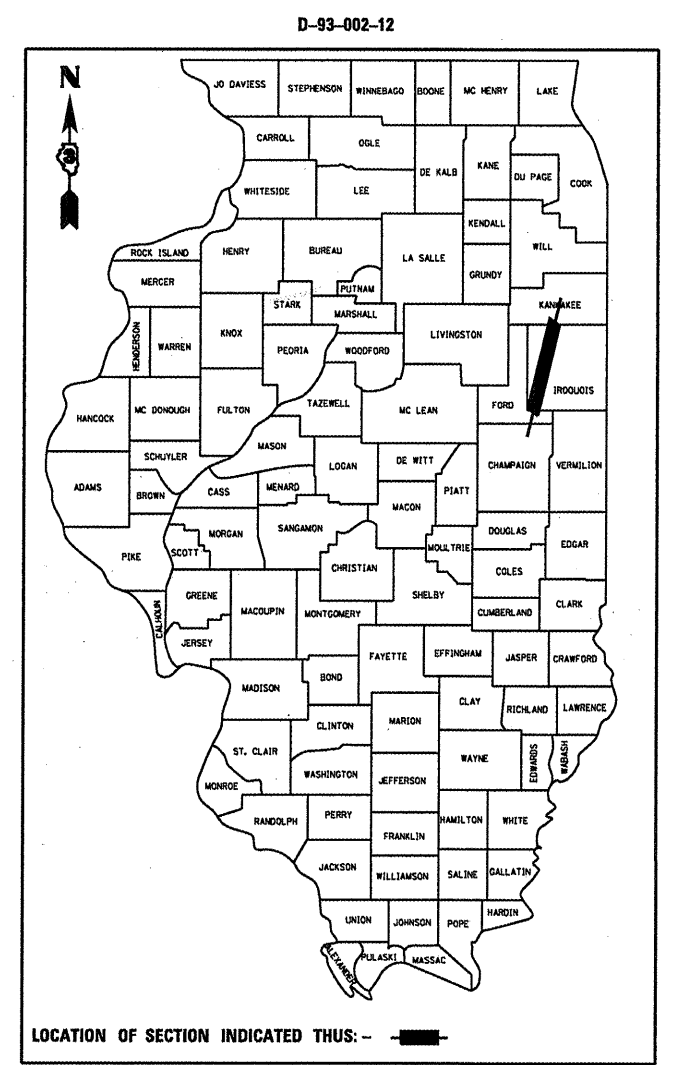 D-93-002-12
N
JO DAVIESS
STEPHENSON
WINNEBAGO
BOONE
MC HENRY
LAKE
CARROLL
OGLE
DE KALB
KANE
DU PAGE
COOK
WHITESIDE
LEE
KENDALL
WILL
ROCK ISLAND
HENRY
BUREAU
LA SALLE
GRUNDY
MERCER
PUTNAM
STARK
MARSHALL
KANKAKEE
HENDERSON
WARREN
KNOX
PEORIA
WOODFORD
LIVINGSTON
IROQUOIS
FORD
HANCOCK
MC DONOUGH
FULTON
TAZEWELL
MC LEAN
SCHUYLER
MASON
LOGAN
DE WITT
CHAMPAIGN
VERMILION
ADAMS
BROWN
CASS
MENARD
PIATT
MACON
MORGAN
SANGAMON
DOUGLAS
EDGAR
PIKE
SCOTT
CHRISTIAN
MOULTRIE
COLES
GREENE
MACOUPIN
MONTGOMERY
SHELBY
CUMBERLAND
CLARK
CALHOUN
JERSEY
FAYETTE
EFFINGHAM
JASPER
CRAWFORD
MADISON
BOND
CLAY
RICHLAND
LAWRENCE
CLINTON
MARION
ST. CLAIR
WAYNE
EDWARDS
WABASH
WASHINGTON
JEFFERSON
MONROE
RANDOLPH
PERRY
HAMILTON
WHITE
FRANKLIN
JACKSON
WILLIAMSON
SALINE
GALLATIN
UNION
JOHNSON
POPE
HARDIN
ALEXANDER
PULASKI
MASSAC
LOCATION OF SECTION INDICATED THUS: -